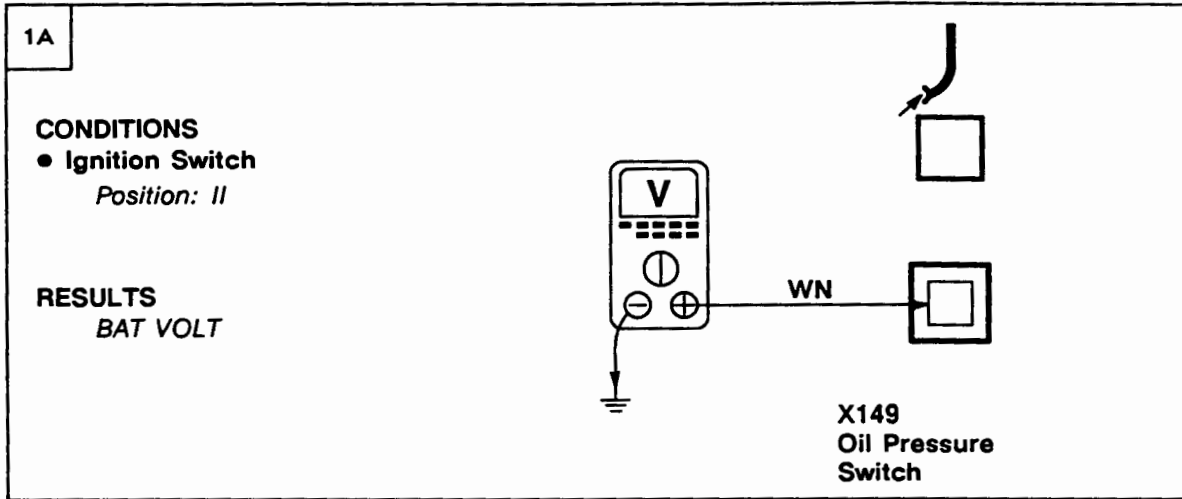 1A
CONDITIONS
● Ignition Switch
Position: II
RESULTS
BAT VOLT
V
WN
X149
Oil Pressure
Switch